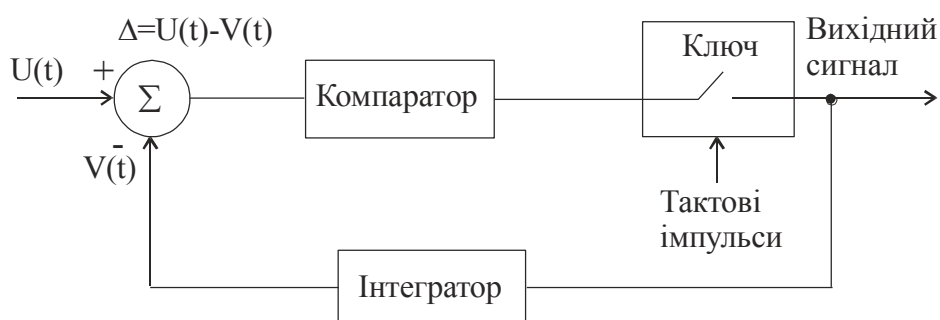 Δ=U(t)-V(t)
U(t)
+
Σ
Компаратор
Ключ
Вихідний
сигнал
-
V(t)
Тактові
імпульси
Інтегратор